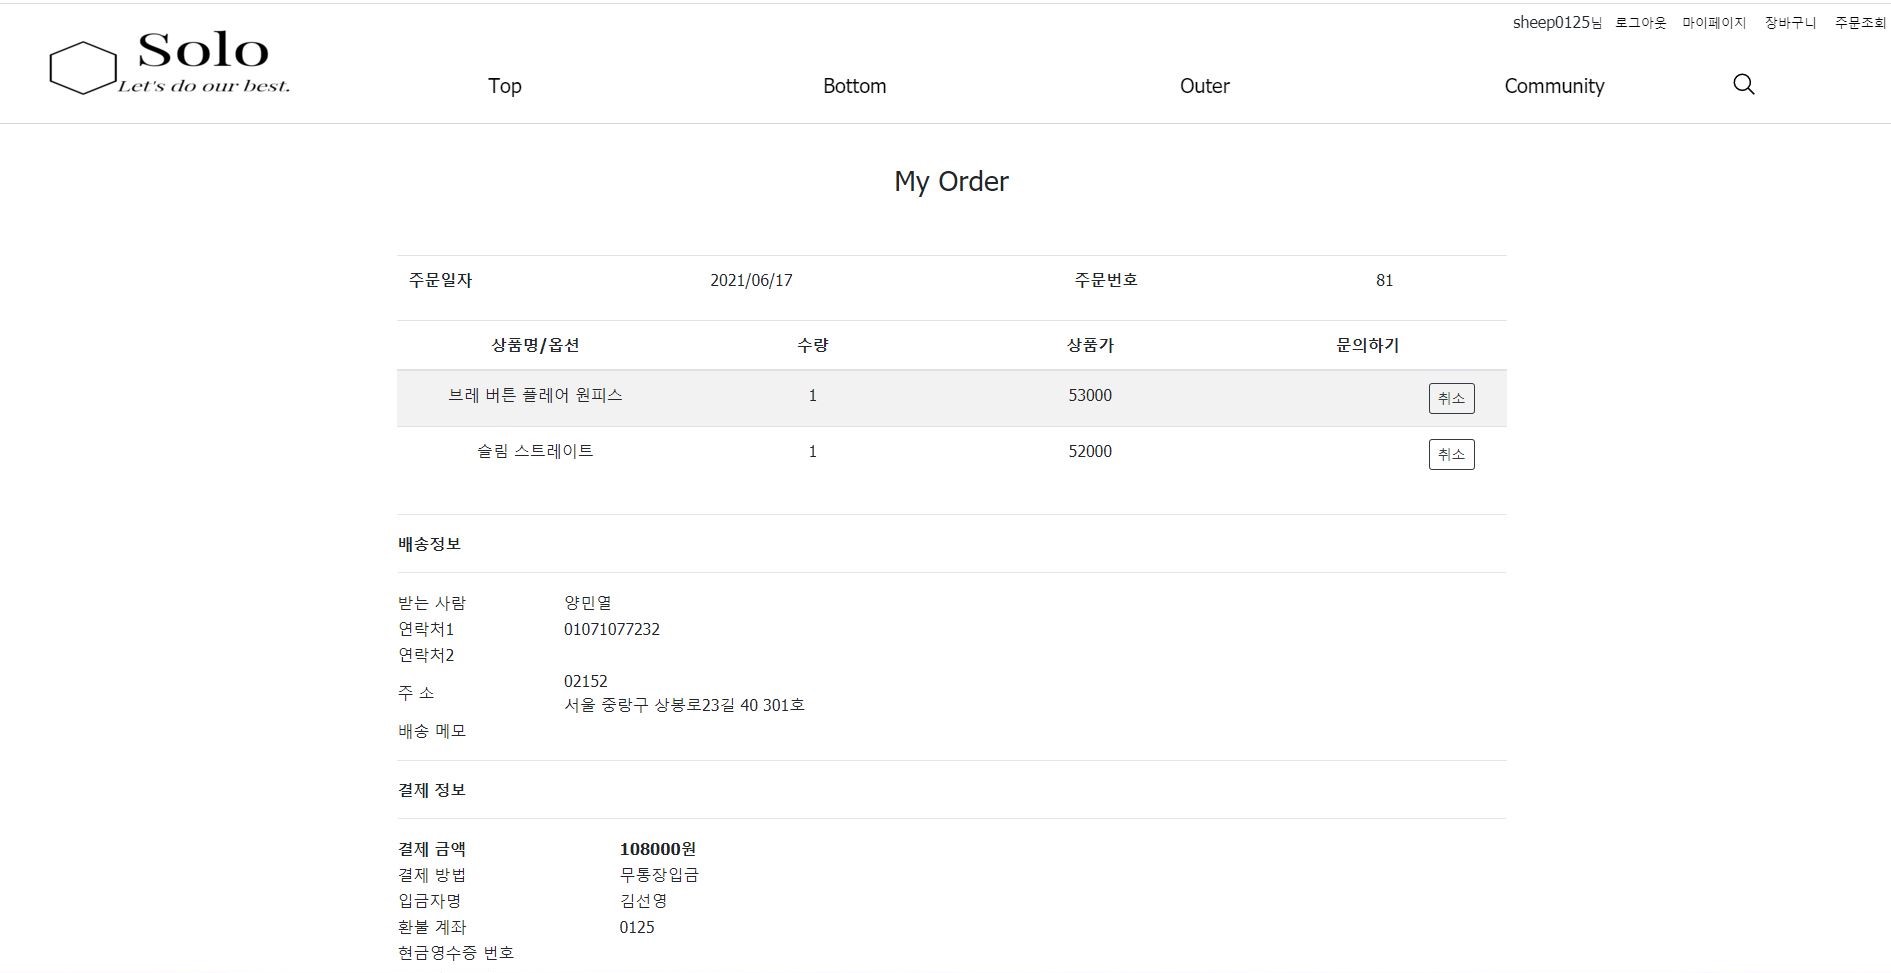 sheep0125님 로그아웃 마이페이지 장바구니 주문조회
Solo
Let's do our best.
Top Bottom Outer Community
My Order
주문일자 2021/06/17 주문번호 81
상품명/옵션 수량 상품가 문의하기
브레 버튼 플레어 원피스 1 53000 취소
슬림 스트레이트 1 52000 취소
배송정보
받는 사람 양민열
연락처1 01071077232
연락처2
주 소 02152
서울 중랑구 상봉로23길 40 301호
배송 메모
결제 정보
결제 금액 108000원
결제 방법 무통장입금
입금자명 김선영
환불 계좌 0125
현금영수증 번호